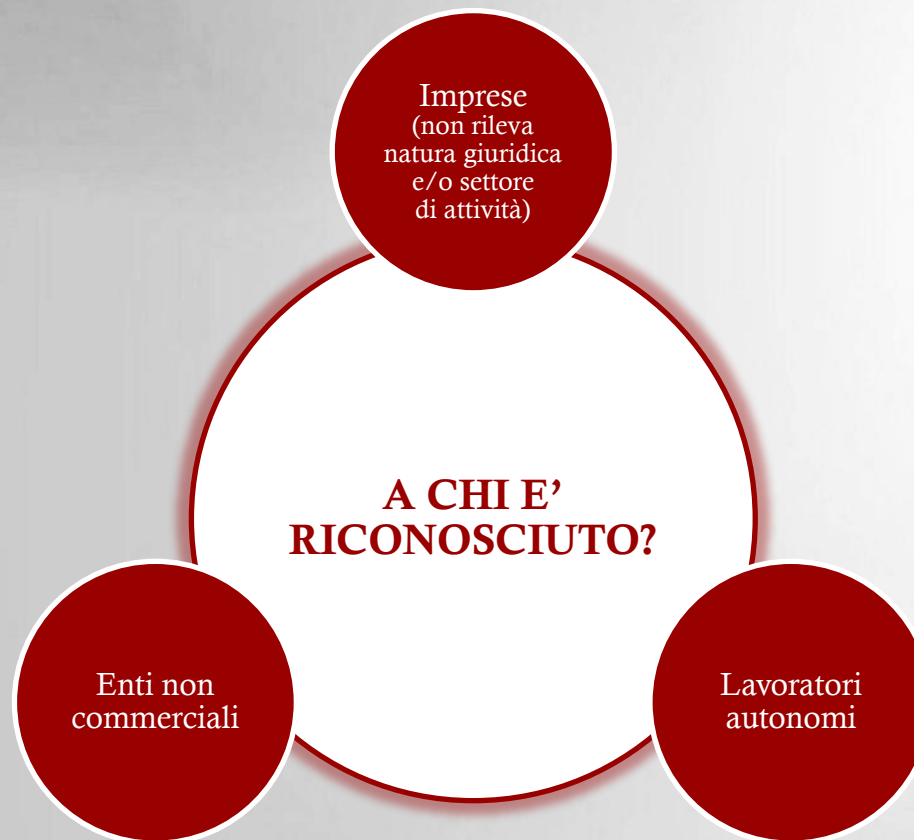 Imprese
(non rileva
natura giuridica
e/o settore
di attività)
A CHI E’
RICONOSCIUTO?
Enti non
commerciali
Lavoratori
autonomi